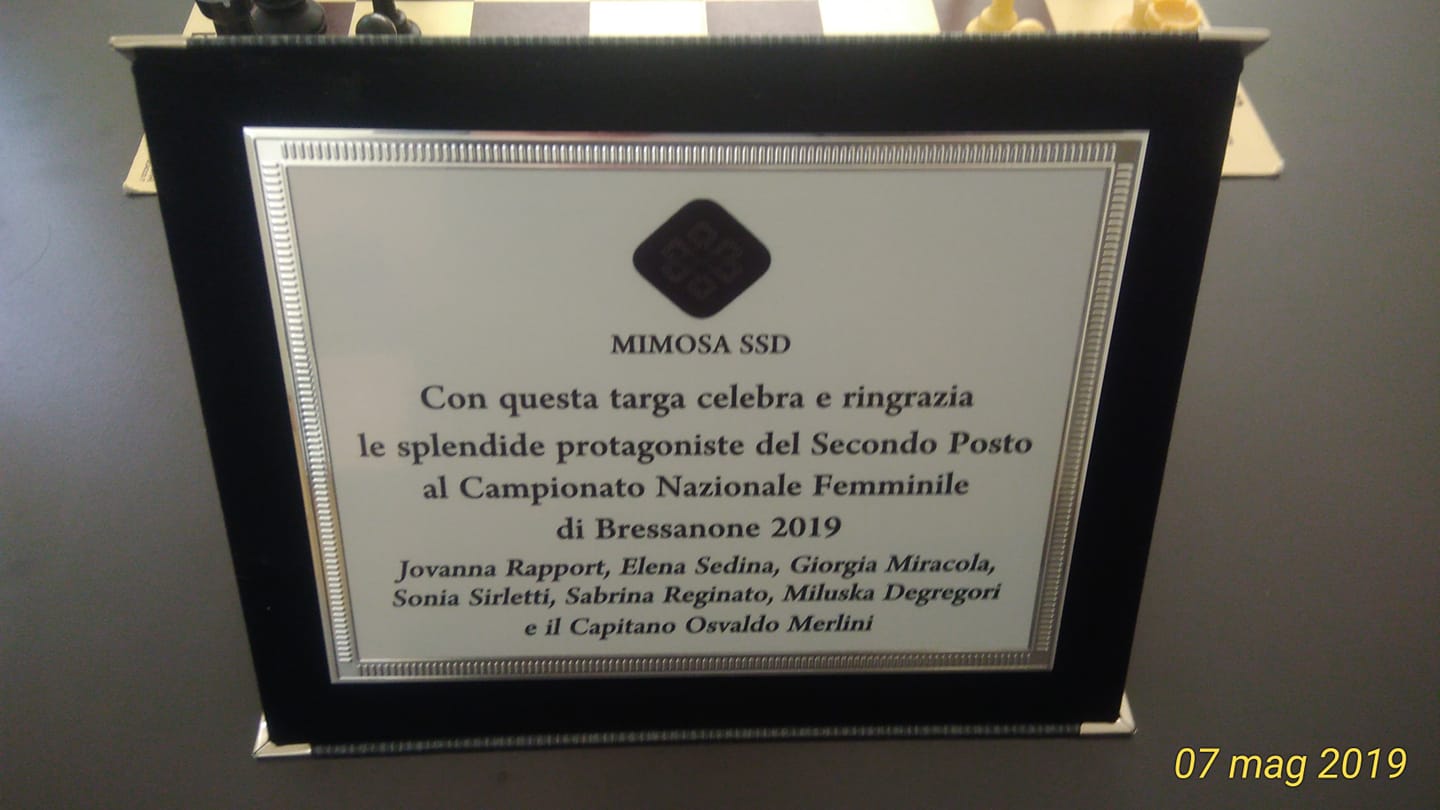 MIMOSA SSD
Con questa targa celebra e ringrazia
le splendide protagoniste del Secondo Posto
al Campionato Nazionale Femminile
di Bressanone 2019
Jovanna Rapport, Elena Sedina, Giorgia Miracola,
Sonia Sirletti, Sabrina Reginato, Miluska Degregori
e il Capitano Osvaldo Merlini
07 mag 2019